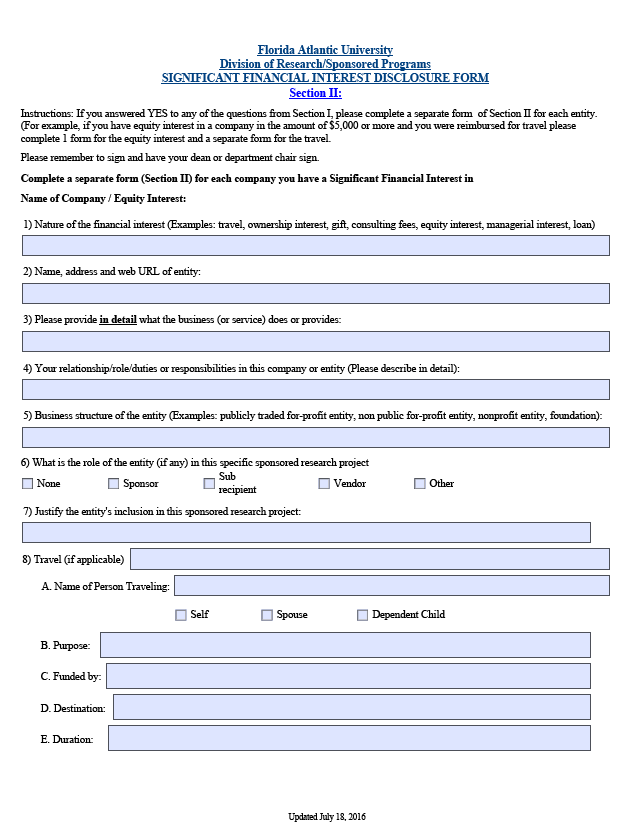 Florida Atlantic University
Division of Research/Sponsored Programs
SIGNIFICANT FINANCIAL INTEREST DISCLOSURE FORM
Section II:
Instructions: If you answered YES to any of the questions from Section I, please complete a separate form of Section II for each entity.
(For example, if you have equity interest in a company in the amount of $5,000 or more and you were reimbursed for travel please
complete 1 form for the equity interest and a separate form for the travel.
Please remember to sign and have your dean or department chair sign.
Complete a separate form (Section II) for each company you have a Significant Financial Interest in
Name of Company / Equity Interest:
1) Nature of the financial interest (Examples: travel, ownership interest, gift, consulting fees, equity interest, managerial interest, loan)
2) Name, address and web URL of entity:
3) Please provide in detail what the business (or service) does or provides:
4) Your relationship/role/duties or responsibilities in this company or entity (Please describe in detail):
5) Business structure of the entity (Examples: publicly traded for-profit entity, non public for-profit entity, nonprofit entity, foundation):
6) What is the role of the entity (if any) in this specific sponsored research project
None Sponsor Sub recipient Vendor Other
7) Justify the entity's inclusion in this sponsored research project:
8) Travel (if applicable)
A. Name of Person Traveling:
Self Spouse Dependent Child
B. Purpose:
C. Funded by:
D. Destination:
E. Duration:
Updated July 18, 2016